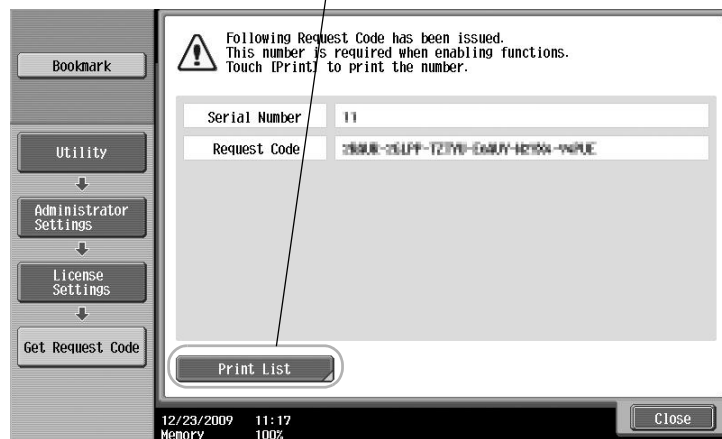 Following Request Code has been issued.
This number is required when enabling functions.
Touch [Print] to print the number.
Bookmark
Serial Number
11
Request Code
Utility
Administrator
Settings
License
Settings
Get Request Code
Print List
12/23/2009 11:17
Memory 100%
Close